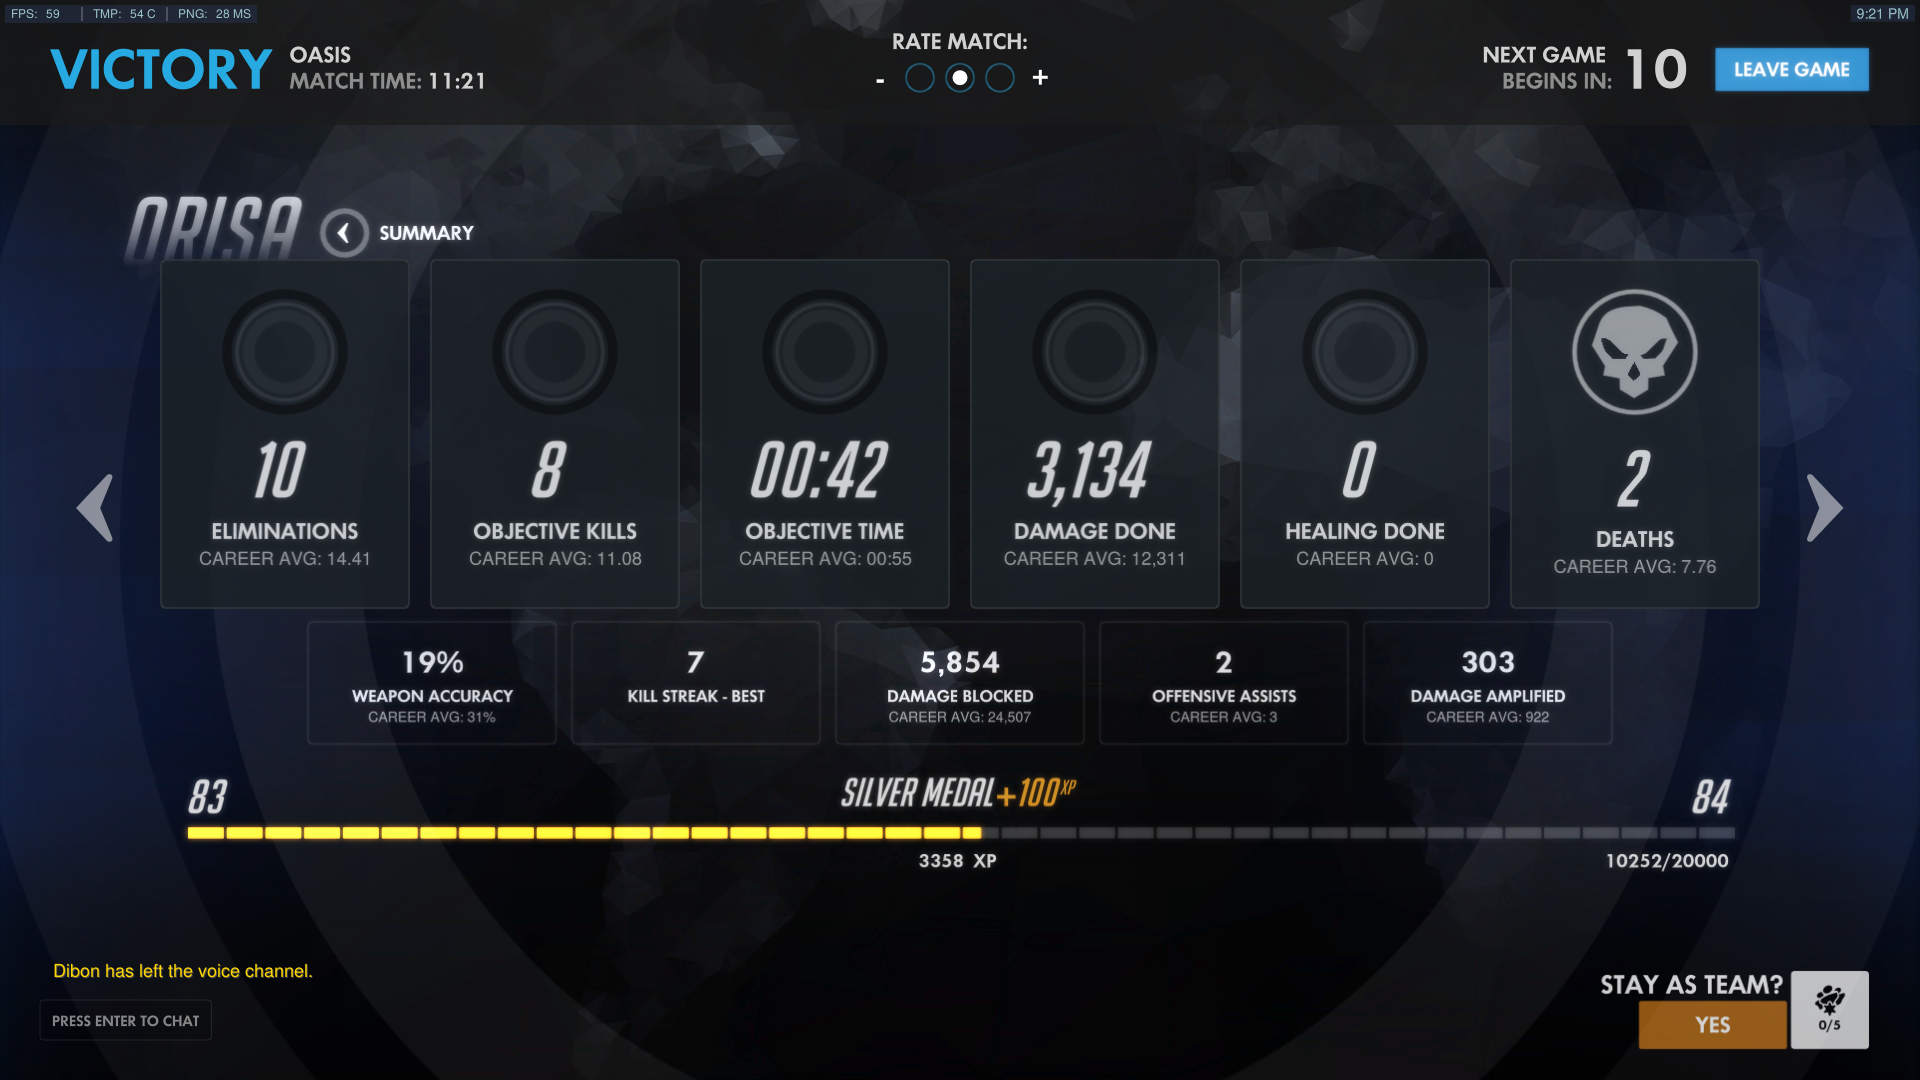 FPS: 59 | TMP: 54 C | PNG: 28 MS
9:21 PM
VICTORY
OASIS
MATCH TIME: 11:21
RATE MATCH:
- +
NEXT GAME
BEGINS IN: 10
LEAVE GAME
ORISA
SUMMARY
10
ELIMINATIONS
CAREER AVG: 14.41
8
OBJECTIVE KILLS
CAREER AVG: 11.08
00:42
OBJECTIVE TIME
CAREER AVG: 00:55
3,134
DAMAGE DONE
CAREER AVG: 12,311
0
HEALING DONE
CAREER AVG: 0
2
DEATHS
CAREER AVG: 7.76
19%
WEAPON ACCURACY
CAREER AVG: 31%
7
KILL STREAK - BEST
5,854
DAMAGE BLOCKED
CAREER AVG: 24,507
2
OFFENSIVE ASSISTS
CAREER AVG: 3
303
DAMAGE AMPLIFIED
CAREER AVG: 922
83
SILVER MEDAL +100 XP
84
3358 XP
10252/20000
Dibon has left the voice channel.
PRESS ENTER TO CHAT
STAY AS TEAM?
YES
0/5